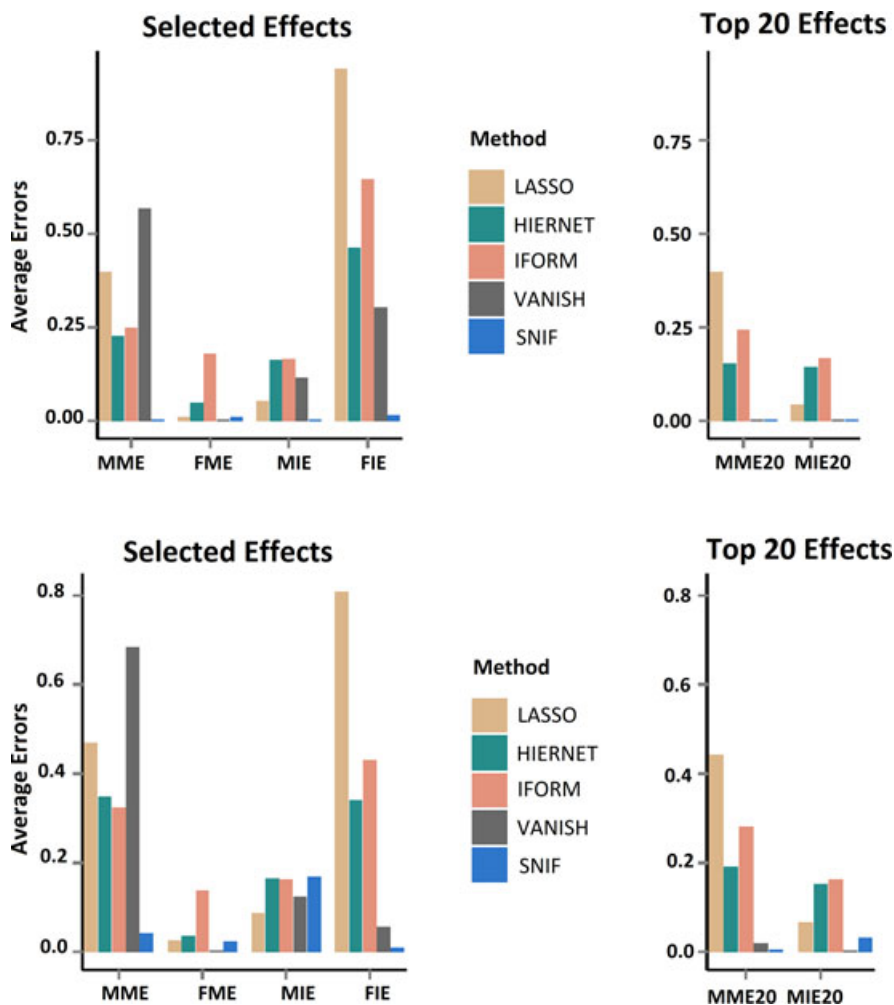 Selected Effects
Average Errors
0.75
0.50
0.25
0.00
MME FME MIE FIE
Method
LASSO
HIERNET
IFORM
VANISH
SNIF
Top 20 Effects
0.75
0.50
0.25
0.00
MME20 MIE20
Selected Effects
Average Errors
0.8
0.6
0.4
0.2
0.0
MME FME MIE FIE
Method
LASSO
HIERNET
IFORM
VANISH
SNIF
Top 20 Effects
0.8
0.6
0.4
0.2
0.0
MME20 MIE20